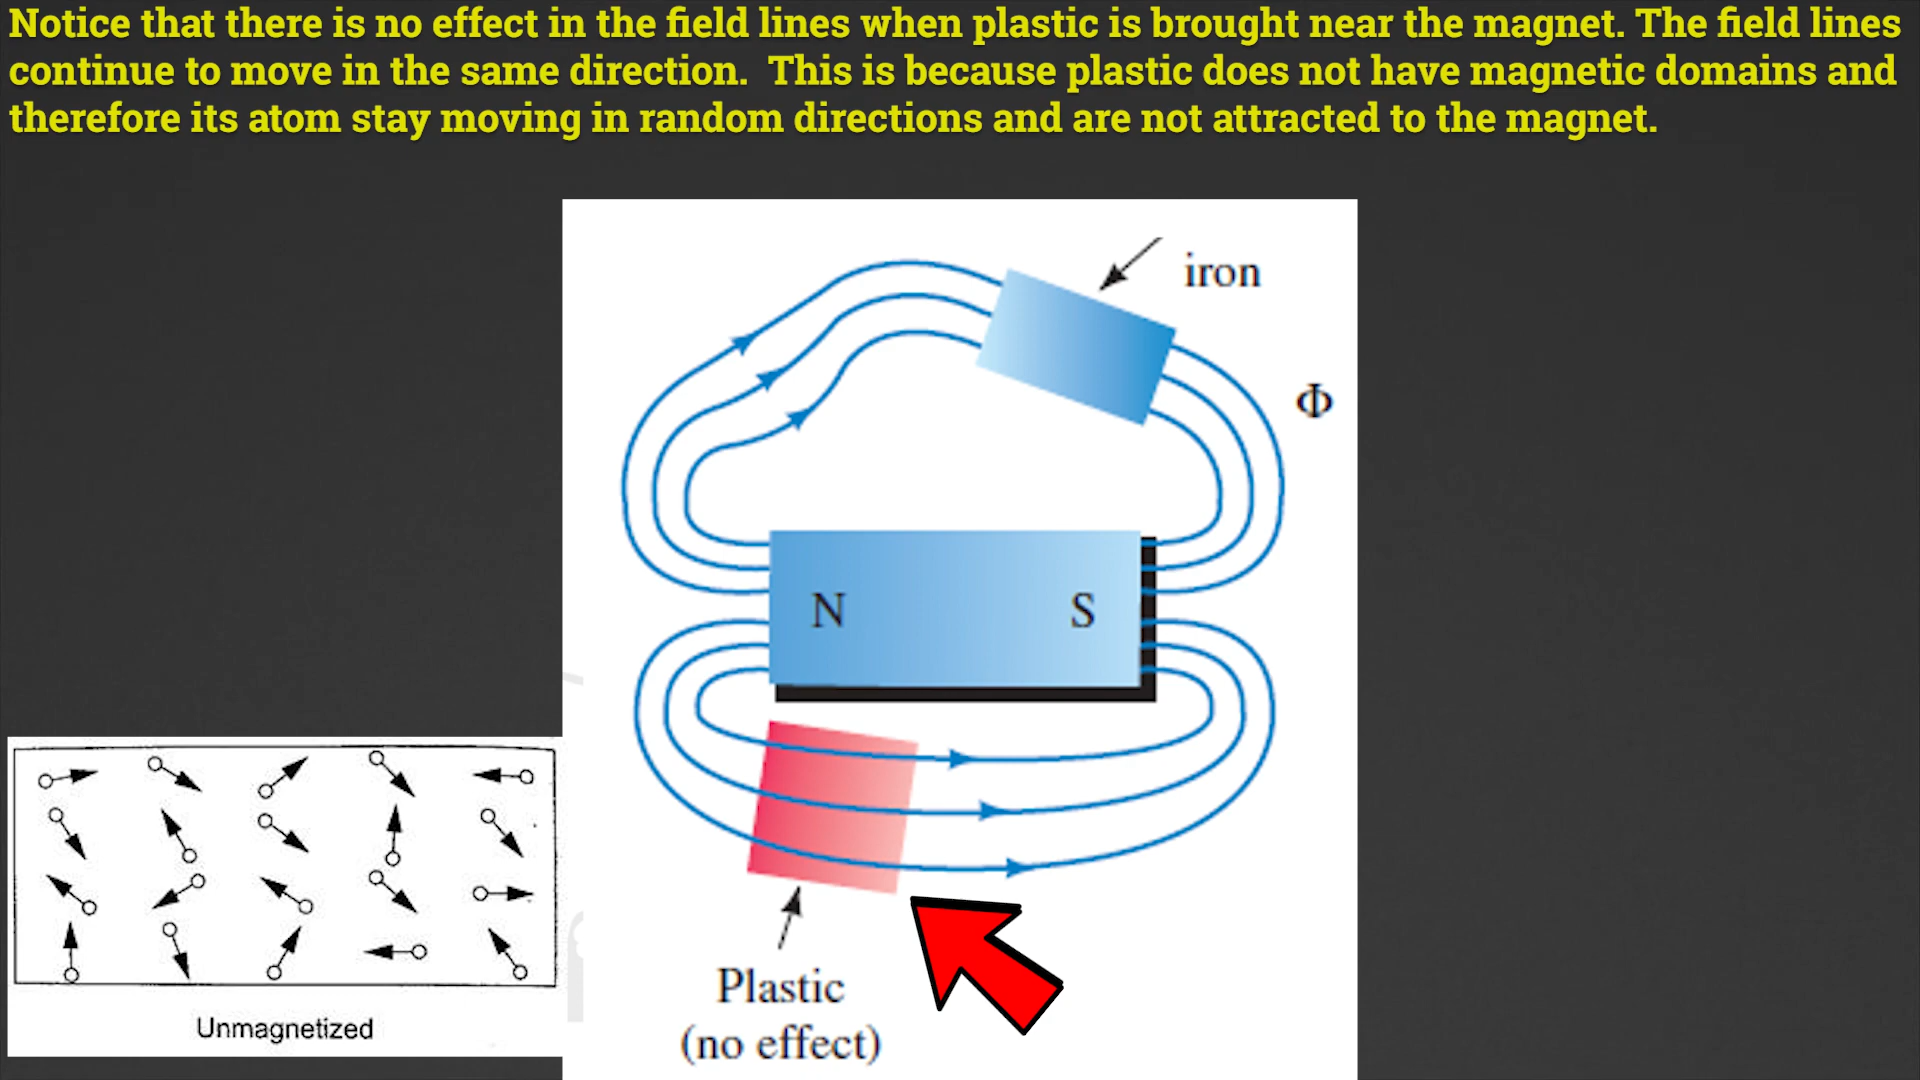 Notice that there is no effect in the field lines when plastic is brought near the magnet. The field lines
continue to move in the same direction.  This is because plastic does not have magnetic domains and
therefore its atom stay moving in random directions and are not attracted to the magnet.
iron
Φ
N S
Plastic
(no effect)
Unmagnetized